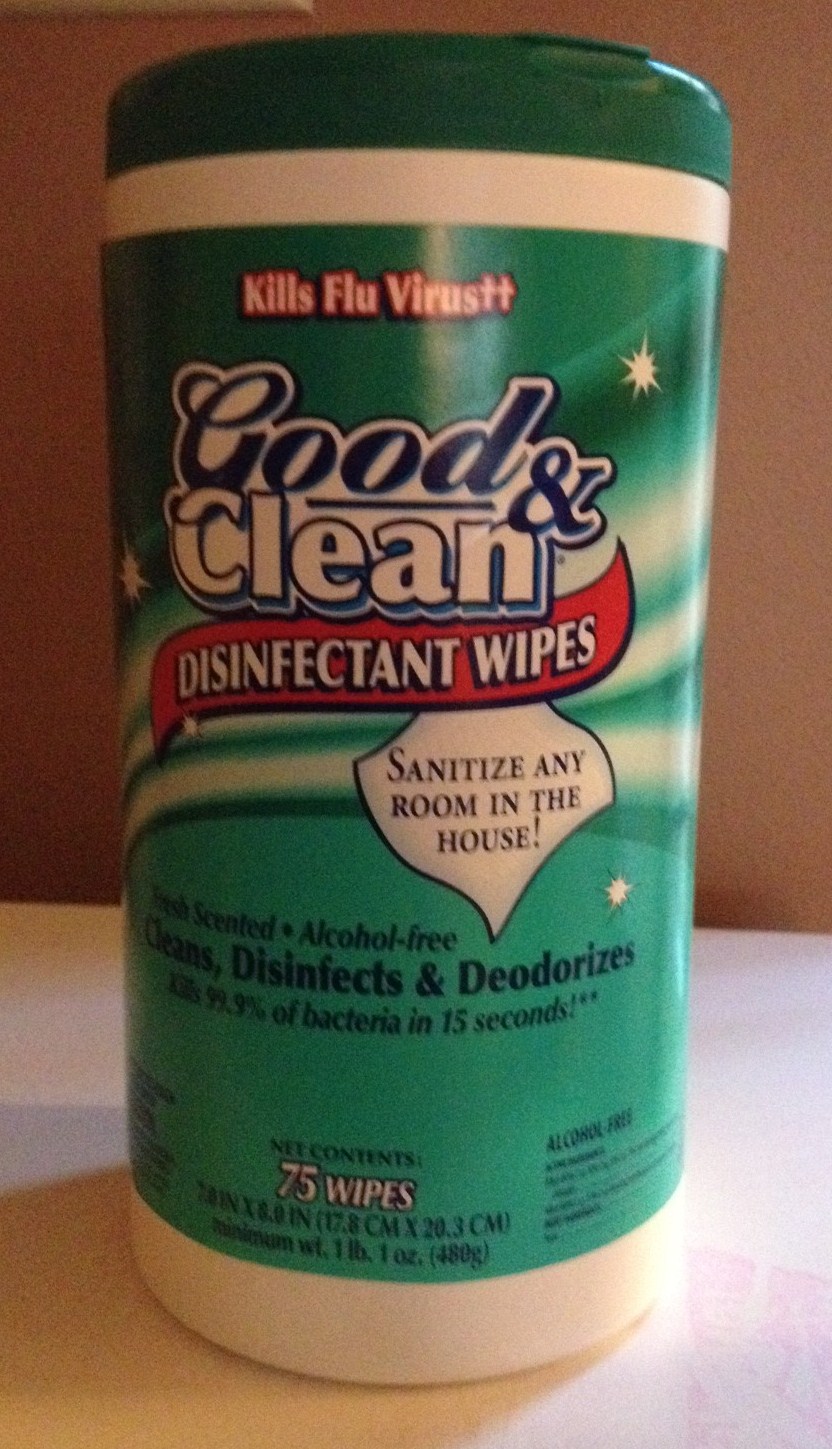 Kills Flu Virus††
Good &
Clean
DISINFECTANT WIPES
SANITIZE ANY
ROOM IN THE
HOUSE!
Fresh Scented • Alcohol-free
Cleans, Disinfects & Deodorizes
Kills 99.9% of bacteria in 15 seconds!**
NET CONTENTS:
75 WIPES
7.0 IN X 8.0 IN (17.8 CM X 20.3 CM)
minimum wt. 1 lb. 1 oz. (480g)
ALCOHOL-FREE